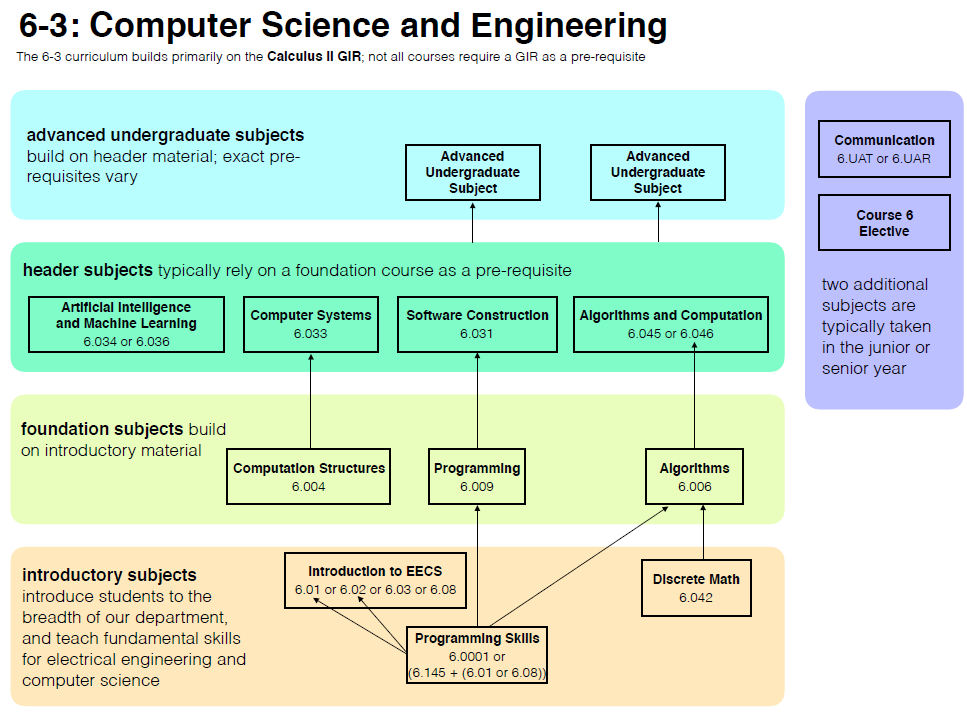 6-3: Computer Science and Engineering
The 6-3 curriculum builds primarily on the Calculus II GIR; not all courses require a GIR as a pre-requisite
advanced undergraduate subjects
build on header material; exact pre-
requisites vary
Advanced
Undergraduate
Subject
Advanced
Undergraduate
Subject
header subjects typically rely on a foundation course as a pre-requisite
Artificial Intelligence
and Machine Learning
6.034 or 6.036
Computer Systems
6.033
Software Construction
6.031
Algorithms and Computation
6.045 or 6.046
foundation subjects build
on introductory material
Computation Structures
6.004
Programming
6.009
Algorithms
6.006
introductory subjects
introduce students to the
breadth of our department,
and teach fundamental skills
for electrical engineering and
computer science
Introduction to EECS
6.01 or 6.02 or 6.03 or 6.08
Programming Skills
6.0001 or
(6.145 + (6.01 or 6.08))
Discrete Math
6.042
Communication
6.UAT or 6.UAR
Course 6
Elective
two additional
subjects are
typically taken
in the junior or
senior year